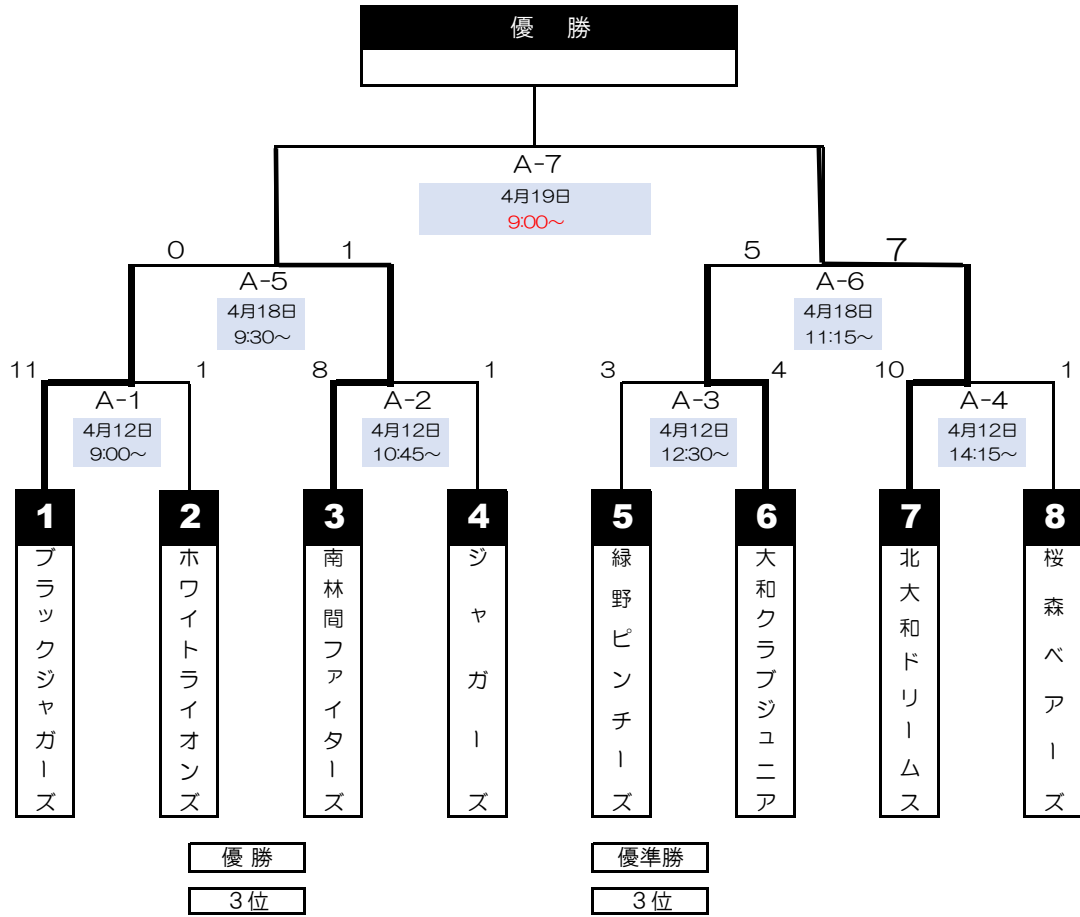 優 勝
A-7
4月19日
9:00～
0
1
5
7
A-5
A-6
4月18日
9:30～
4月18日
11:15～
11
1
8
1
3
4
10
1
A-1
A-2
A-3
A-4
4月12日
9:00～
4月12日
10:45～
4月12日
12:30～
4月12日
14:15～
1
2
3
4
5
6
7
8
ブラックジャガーズ
ホワイトライオンズ
南林間ファイターズ
ジャガーズ
緑野ピンチーズ
大和クラブジュニア
北大和ドリームス
桜森ベアーズ
優 勝
優準勝
3位
3位